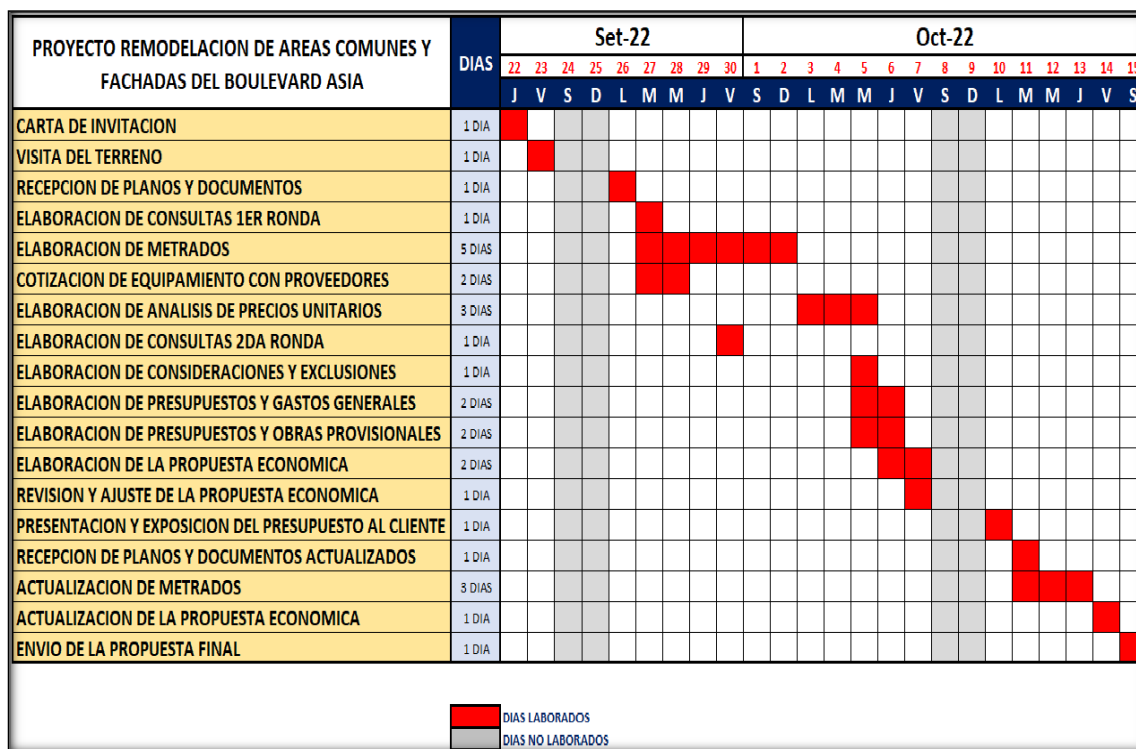 PROYECTO REMODELACION DE AREAS COMUNES Y
FACHADAS DEL BOULEVARD ASIA
DIAS
Set-22
Oct-22
22 23 24 25 26 27 28 29 30 1 2 3 4 5 6 7 8 9 10 11 12 13 14 15
J V S D L M M J V S D L M M J V S D L M M J V S
CARTA DE INVITACION 1 DIA
VISITA DEL TERRENO 1 DIA
RECEPCION DE PLANOS Y DOCUMENTOS 1 DIA
ELABORACION DE CONSULTAS 1ER RONDA 1 DIA
ELABORACION DE METRADOS 5 DIAS
COTIZACION DE EQUIPAMIENTO CON PROVEEDORES 2 DIAS
ELABORACION DE ANALISIS DE PRECIOS UNITARIOS 3 DIAS
ELABORACION DE CONSULTAS 2DA RONDA 1 DIA
ELABORACION DE CONSIDERACIONES Y EXCLUSIONES 1 DIA
ELABORACION DE PRESUPUESTOS Y GASTOS GENERALES 2 DIAS
ELABORACION DE PRESUPUESTOS Y OBRAS PROVISIONALES 2 DIAS
ELABORACION DE LA PROPUESTA ECONOMICA 2 DIAS
REVISION Y AJUSTE DE LA PROPUESTA ECONOMICA 1 DIA
PRESENTACION Y EXPOSICION DEL PRESUPUESTO AL CLIENTE 1 DIA
RECEPCION DE PLANOS Y DOCUMENTOS ACTUALIZADOS 1 DIA
ACTUALIZACION DE METRADOS 3 DIAS
ACTUALIZACION DE LA PROPUESTA ECONOMICA 1 DIA
ENVIO DE LA PROPUESTA FINAL 1 DIA
DIAS LABORADOS
DIAS NO LABORADOS